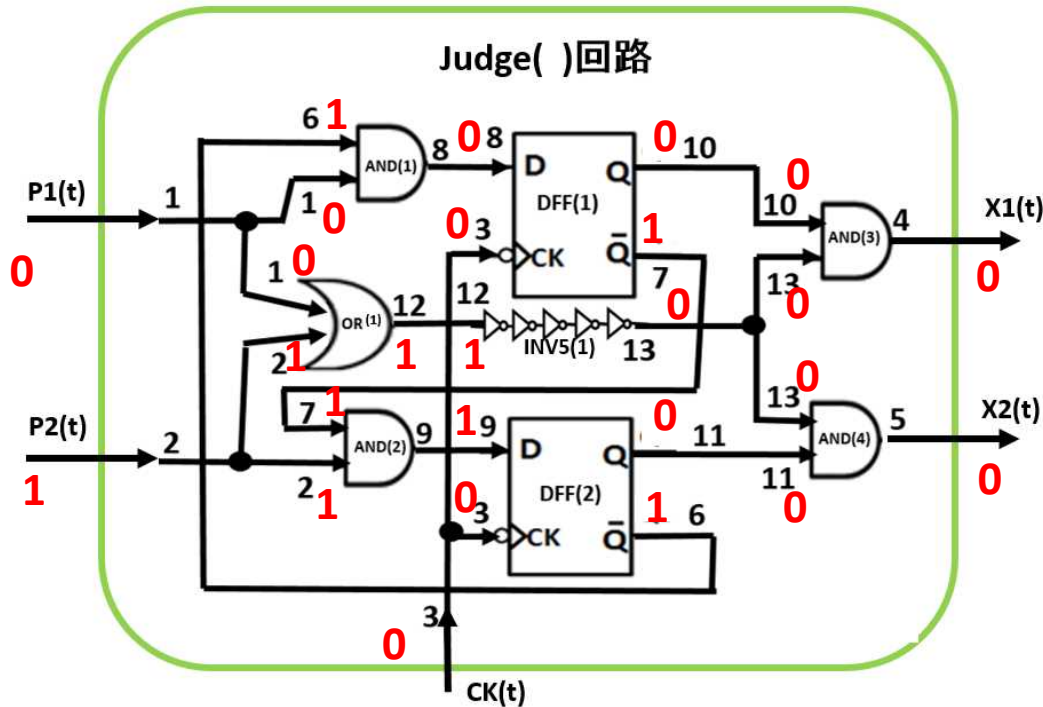 Judge( )回路
6 1
AND(1)
8 0 8
D Q
0 10
DFF(1)
0
10
P1(t)
1
1 0
0
0 3
CK Q̅
1
7
AND(3)
4
X1(t)
0
1 0
OR(1)
12
12
1
1
INV5(1)
0
13
13
0
2 1
7 1
AND(2)
9 1 9
D Q
0
11
DFF(2)
0
13
AND(4)
5
X2(t)
0
11
0
P2(t)
2
1
2 1
0
3
CK Q̅
1 6
3
0
CK(t)